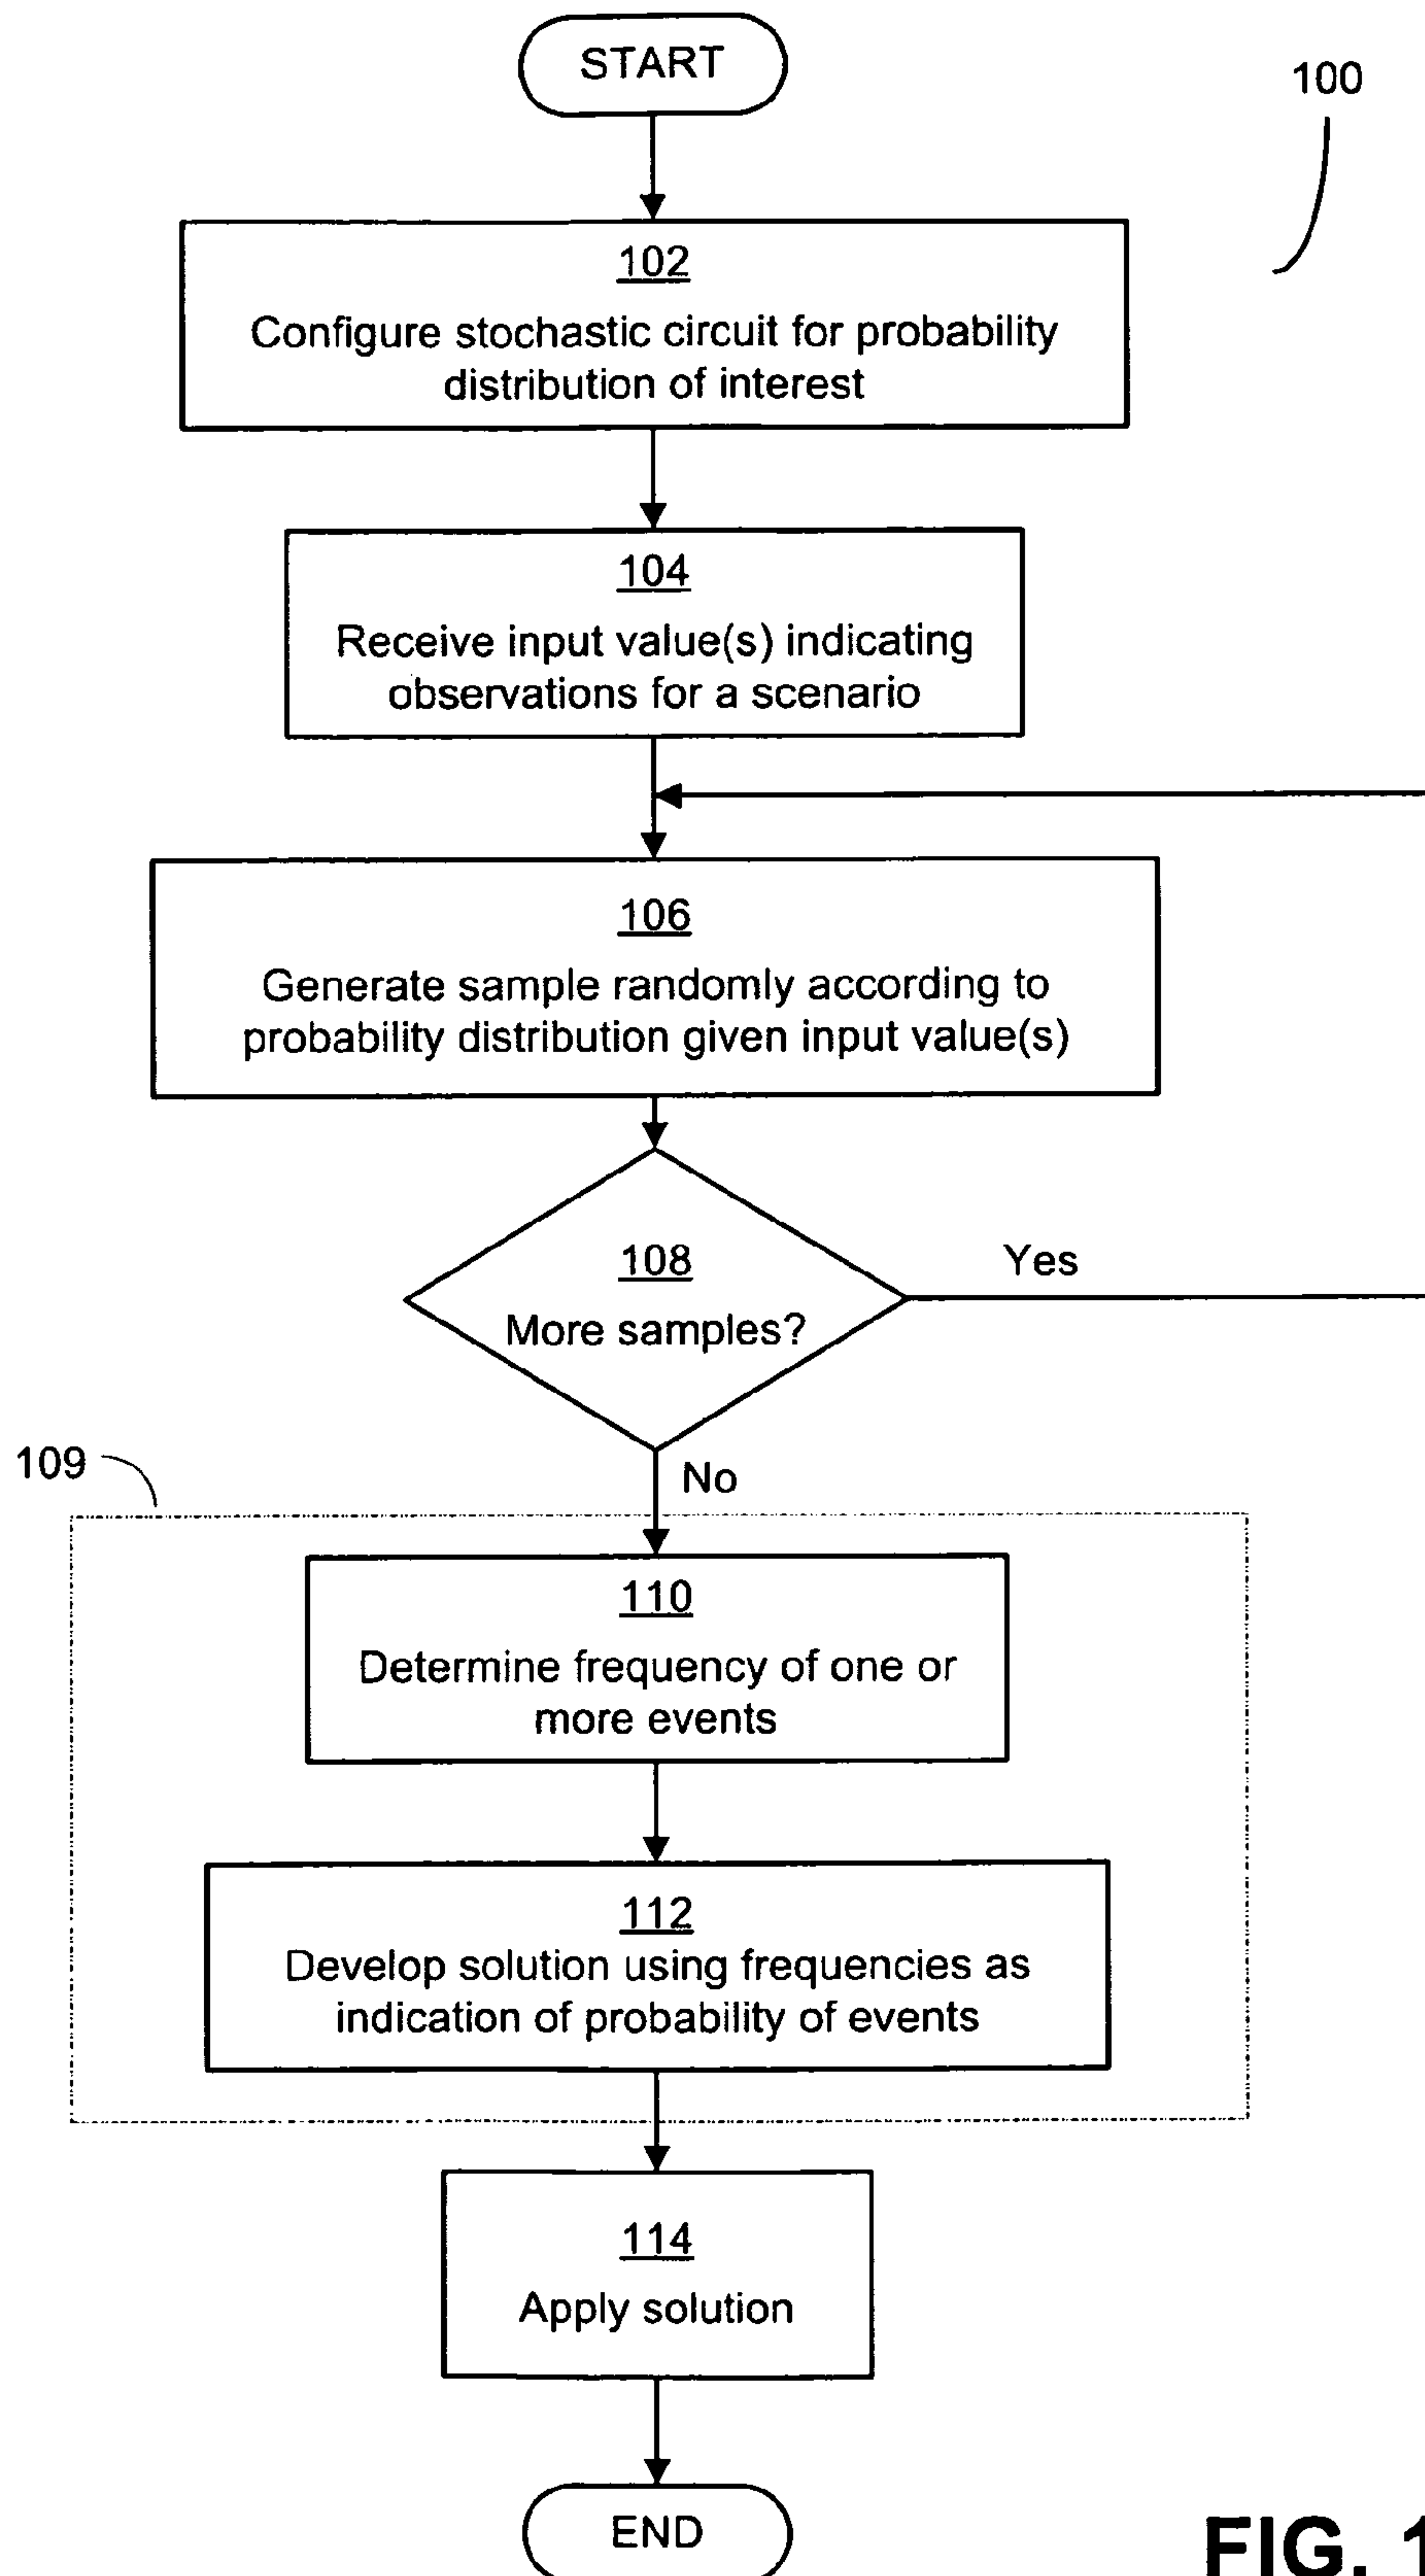 START
100
102
Configure stochastic circuit for probability
distribution of interest
104
Receive input value(s) indicating
observations for a scenario
106
Generate sample randomly according to
probability distribution given input value(s)
108
More samples?
Yes
109
No
110
Determine frequency of one or
more events
112
Develop solution using frequencies as
indication of probability of events
114
Apply solution
END
FIG. 1